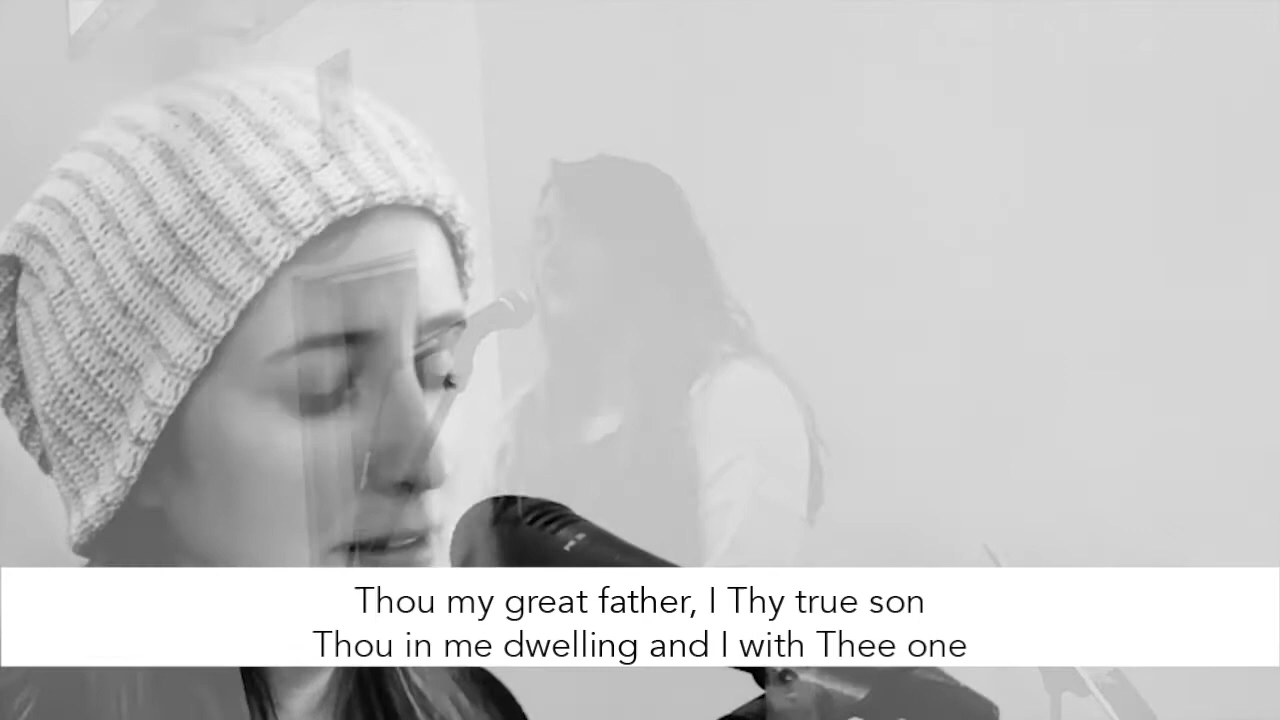 Thou my great father, I Thy true son
Thou in me dwelling and I with Thee one